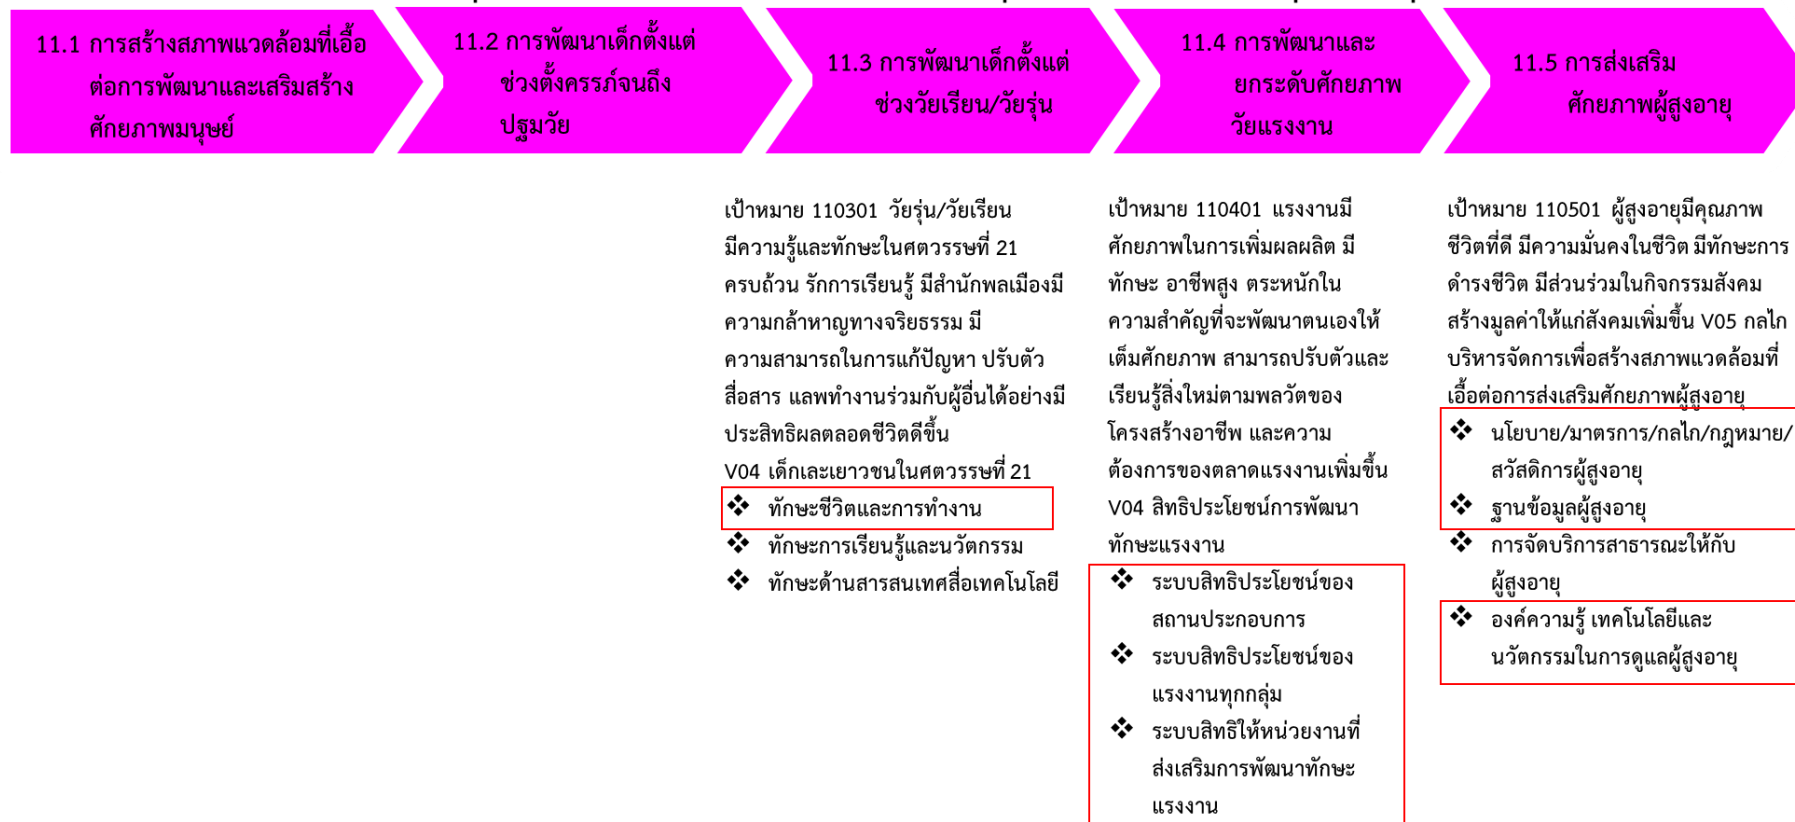 11.1 การสร้างสภาพแวดล้อมที่เอื้อ
ต่อการพัฒนาและเสริมสร้าง
ศักยภาพมนุษย์
11.2 การพัฒนาเด็กตั้งแต่
ช่วงตั้งครรภ์จนถึง
ปฐมวัย
11.3 การพัฒนาเด็กตั้งแต่
ช่วงวัยเรียน/วัยรุ่น
11.4 การพัฒนาและ
ยกระดับศักยภาพ
วัยแรงงาน
11.5 การส่งเสริม
ศักยภาพผู้สูงอายุ
เป้าหมาย 110301 วัยรุ่น/วัยเรียน
มีความรู้และทักษะในศตวรรษที่ 21
ครบถ้วน รักการเรียนรู้ มีสำนักพลเมืองมี
ความกล้าหาญทางจริยธรรม มี
ความสามารถในการแก้ปัญหา ปรับตัว
สื่อสาร แลพทำงานร่วมกับผู้อื่นได้อย่างมี
ประสิทธิผลตลอดชีวิตดีขึ้น
V04 เด็กเละเยาวชนในศตวรรษที่ 21
❖ ทักษะชีวิตและการทำงาน
❖ ทักษะการเรียนรู้และนวัตกรรม
❖ ทักษะด้านสารสนเทศสื่อเทคโนโลยี
เป้าหมาย 110401 แรงงานมี
ศักยภาพในการเพิ่มผลผลิต มี
ทักษะ อาชีพสูง ตระหนักใน
ความสำคัญที่จะพัฒนาตนเองให้
เต็มศักยภาพ สามารถปรับตัวและ
เรียนรู้สิ่งใหม่ตามพลวัตของ
โครงสร้างอาชีพ และความ
ต้องการของตลาดแรงงานเพิ่มขึ้น
V04 สิทธิประโยชน์การพัฒนา
ทักษะแรงงาน
❖ ระบบสิทธิประโยชน์ของ
สถานประกอบการ
❖ ระบบสิทธิประโยชน์ของ
แรงงานทุกกลุ่ม
❖ ระบบสิทธิให้หน่วยงานที่
ส่งเสริมการพัฒนาทักษะ
แรงงาน
เป้าหมาย 110501 ผู้สูงอายุมีคุณภาพ
ชีวิตที่ดี มีความมั่นคงในชีวิต มีทักษะการ
ดำรงชีวิต มีส่วนร่วมในกิจกรรมสังคม
สร้างมูลค่าให้แก่สังคมเพิ่มขึ้น V05 กลไก
บริหารจัดการเพื่อสร้างสภาพแวดล้อมที่
เอื้อต่อการส่งเสริมศักยภาพผู้สูงอายุ
❖ นโยบาย/มาตรการ/กลไก/กฎหมาย/
สวัสดิการผู้สูงอายุ
❖ ฐานข้อมูลผู้สูงอายุ
❖ การจัดบริการสาธารณะให้กับ
ผู้สูงอายุ
❖ องค์ความรู้ เทคโนโลยีและ
นวัตกรรมในการดูแลผู้สูงอายุ